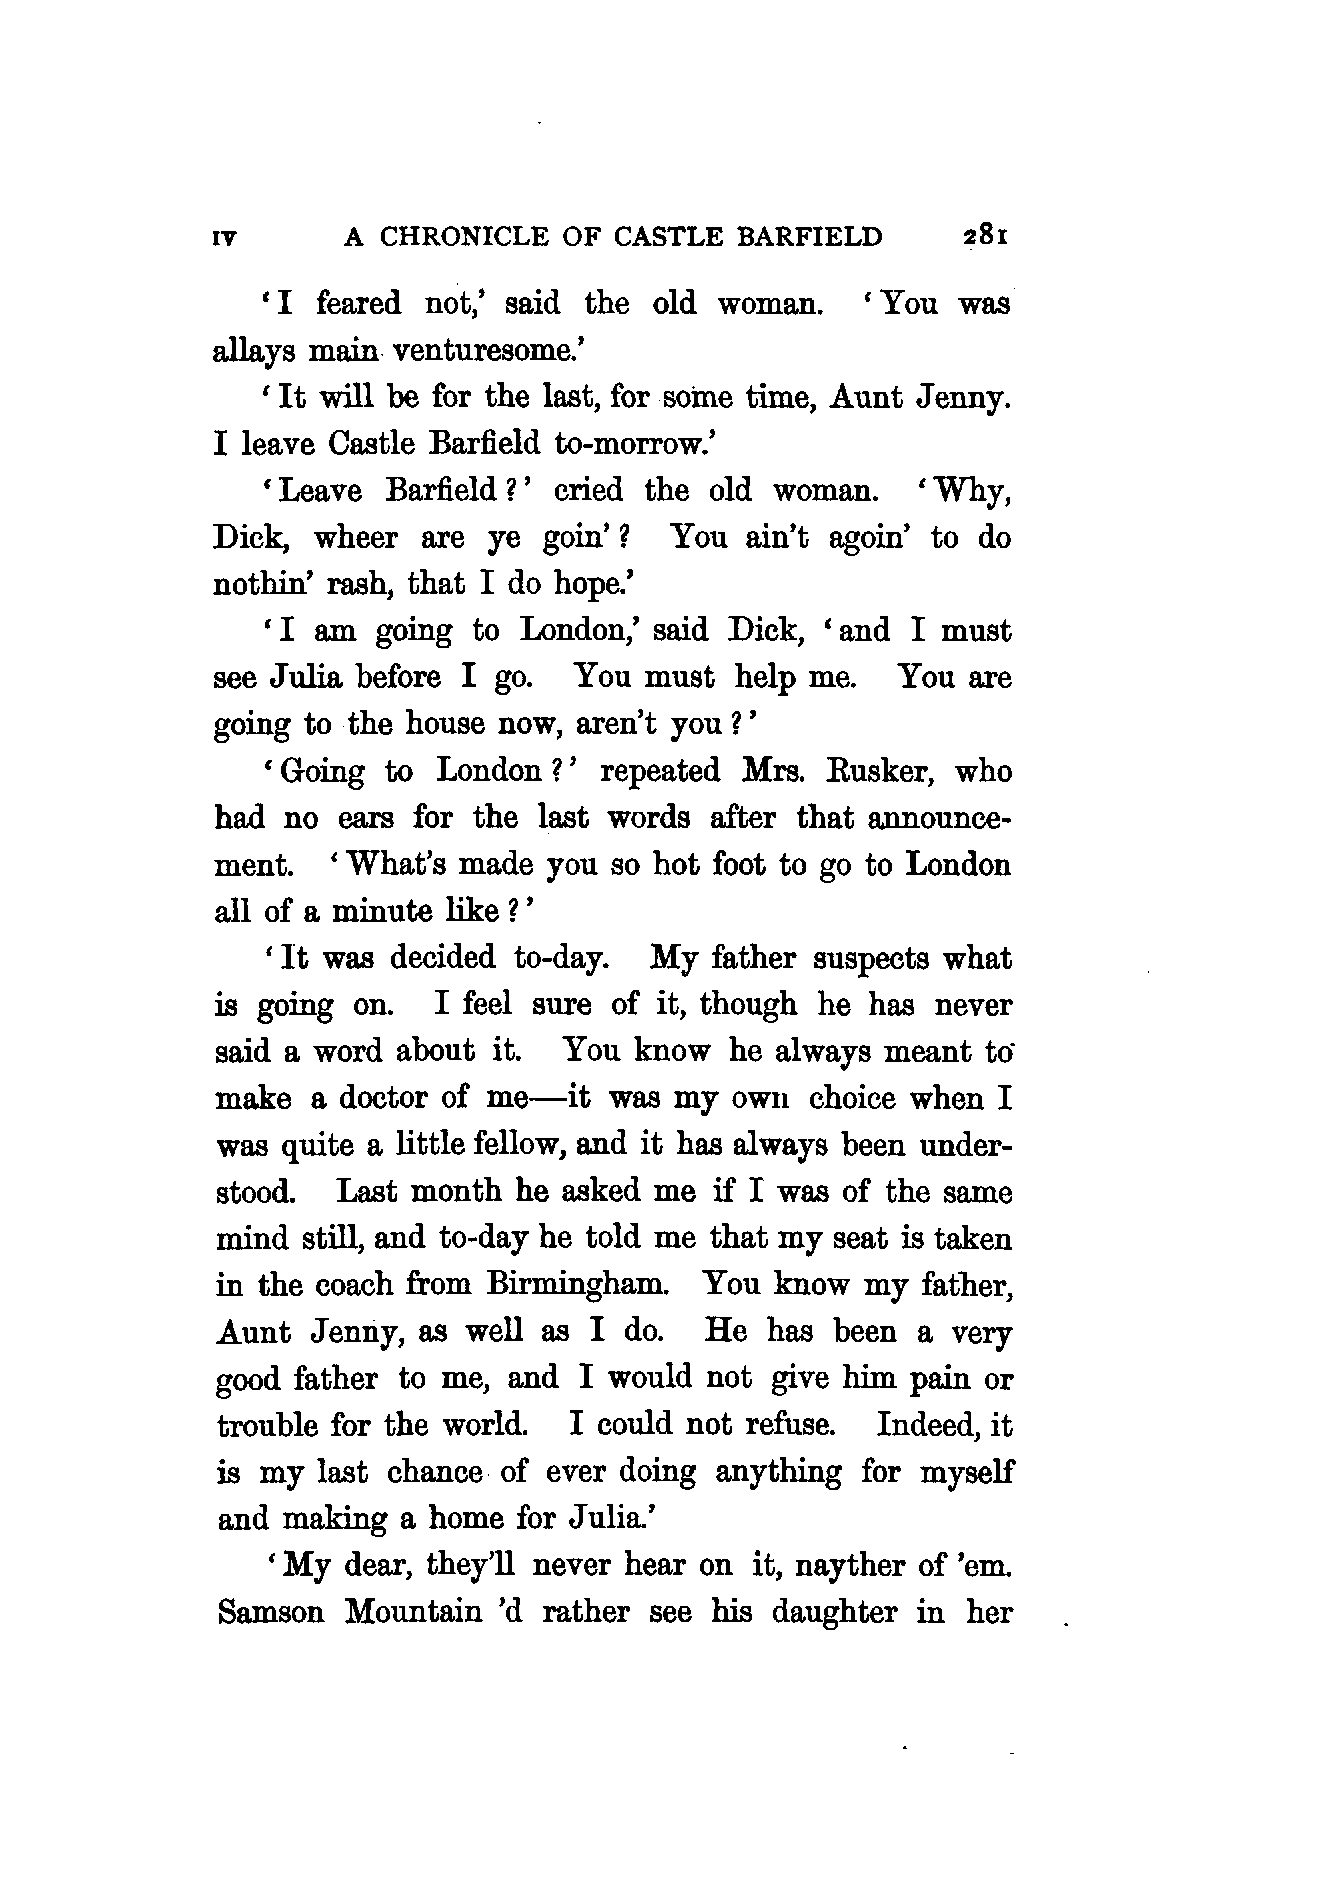 IV A CHRONICLE OF CASTLE BARFIELD 281
‘I feared not,’ said the old woman. ‘You was
allays main venturesome.’
‘It will be for the last, for some time, Aunt Jenny.
I leave Castle Barfield to-morrow.’
‘Leave Barfield?’ cried the old woman. ‘Why,
Dick, wheer are ye goin’? You ain’t agoin’ to do
nothin’ rash, that I do hope.’
‘I am going to London,’ said Dick, ‘and I must
see Julia before I go. You must help me. You are
going to the house now, aren’t you?’
‘Going to London?’ repeated Mrs. Rusker, who
had no ears for the last words after that announce-
ment. ‘What’s made you so hot foot to go to London
all of a minute like?’
‘It was decided to-day. My father suspects what
is going on. I feel sure of it, though he has never
said a word about it. You know he always meant to
make a doctor of me—it was my own choice when I
was quite a little fellow, and it has always been under-
stood. Last month he asked me if I was of the same
mind still, and to-day he told me that my seat is taken
in the coach from Birmingham. You know my father,
Aunt Jenny, as well as I do. He has been a very
good father to me, and I would not give him pain or
trouble for the world. I could not refuse. Indeed, it
is my last chance of ever doing anything for myself
and making a home for Julia.’
‘My dear, they’ll never hear on it, nayther of ’em.
Samson Mountain ’d rather see his daughter in her